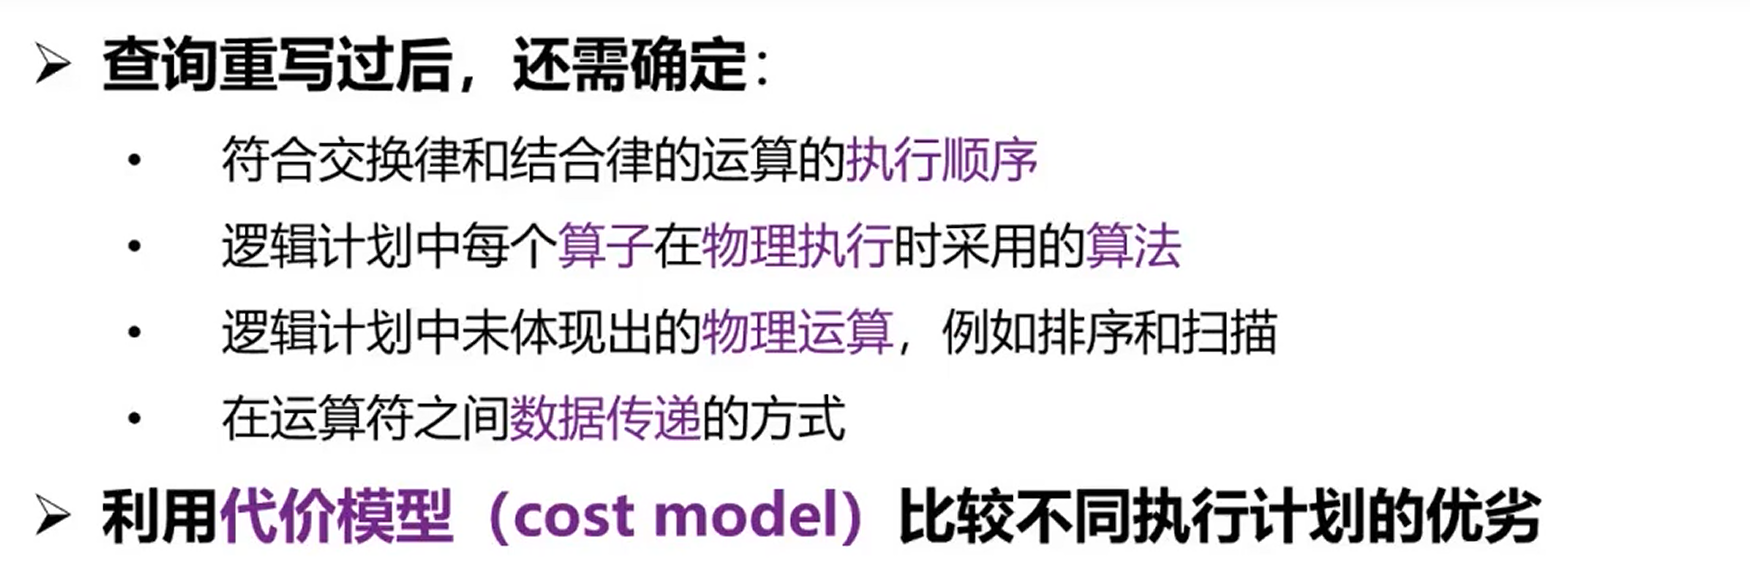 ➢ 查询重写过后，还需确定：
• 符合交换律和结合律的运算的执行顺序
• 逻辑计划中每个算子在物理执行时采用的算法
• 逻辑计划中未体现出的物理运算，例如排序和扫描
• 在运算符之间数据传递的方式
➢ 利用代价模型（cost model）比较不同执行计划的优劣